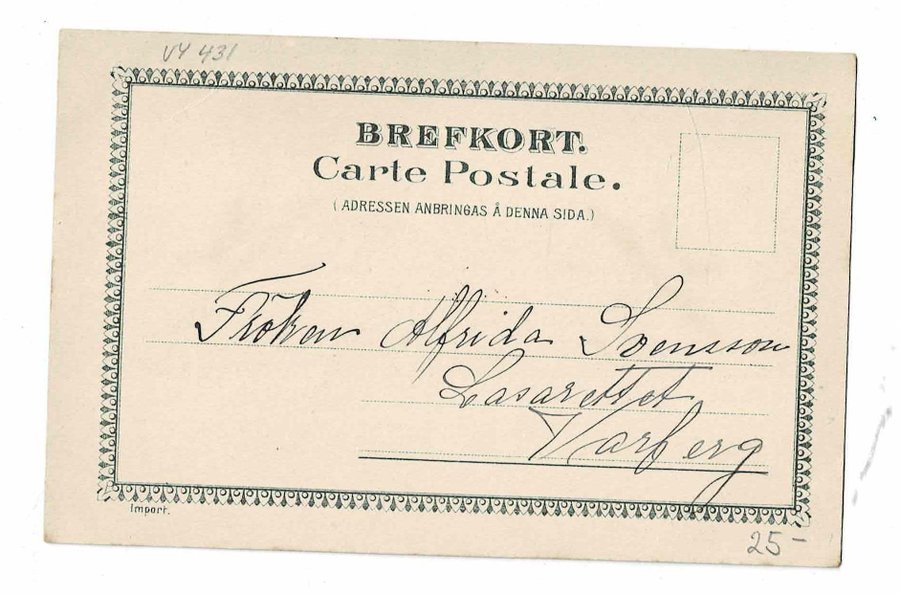 VY 431
BREFKORT.
Carte Postale.
(ADRESSEN ANBRINGAS Å DENNA SIDA.)
Fröken Alfrida Svensson
Lasarettet
Varberg
Import.
25-